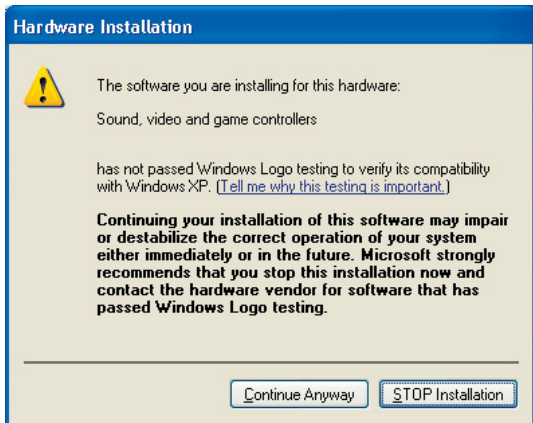 Hardware Installation
The software you are installing for this hardware:
Sound, video and game controllers
has not passed Windows Logo testing to verify its compatibility
with Windows XP. (Tell me why this testing is important.)
Continuing your installation of this software may impair
or destabilize the correct operation of your system
either immediately or in the future. Microsoft strongly
recommends that you stop this installation now and
contact the hardware vendor for software that has
passed Windows Logo testing.
Continue Anyway
STOP Installation